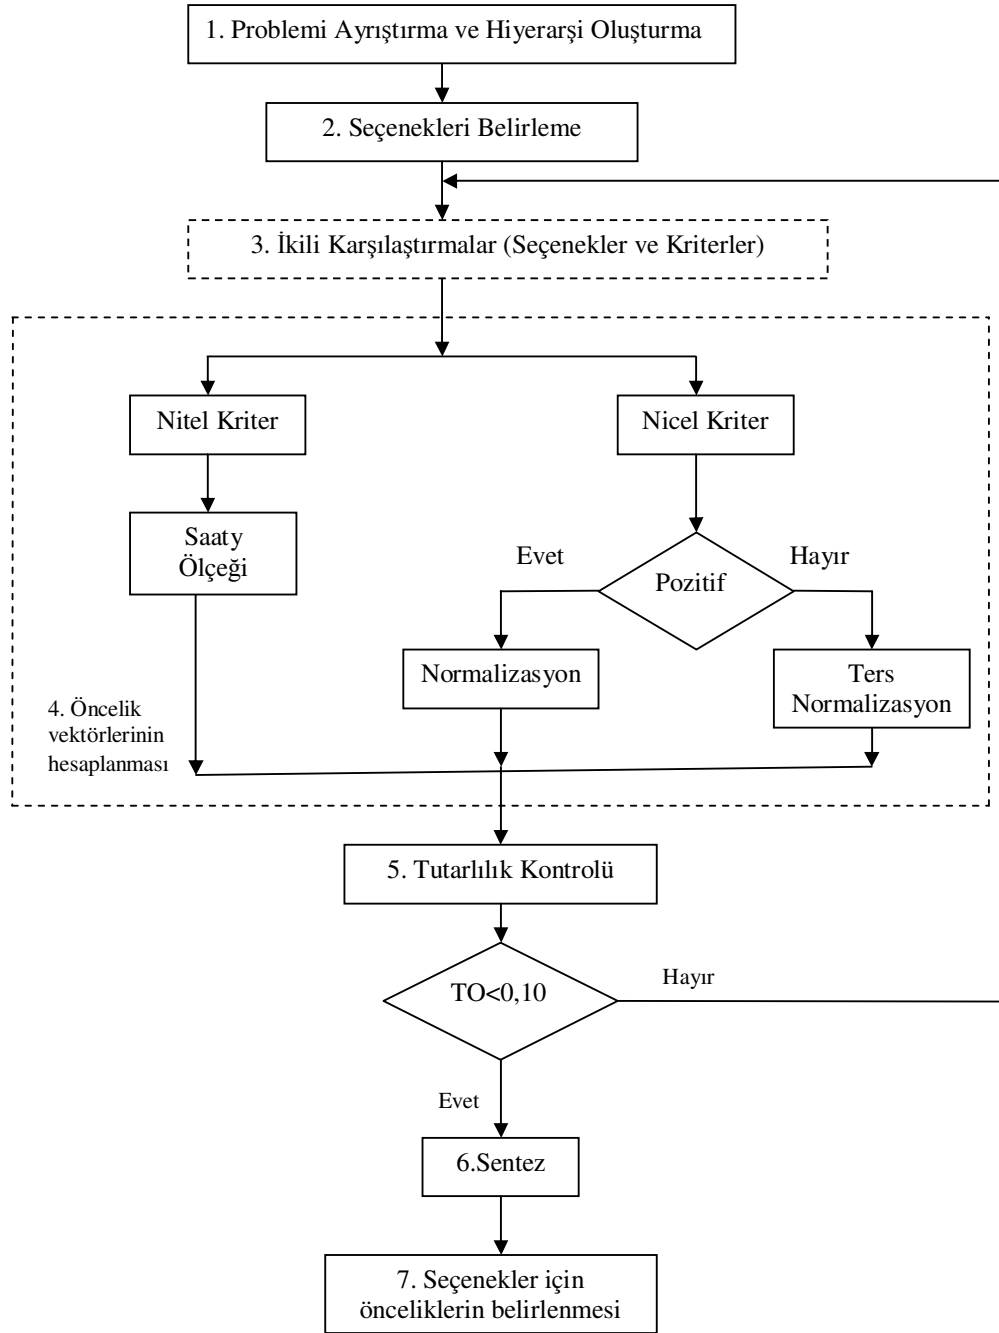 1. Problemi Ayrıştırma ve Hiyerarşi Oluşturma
2. Seçenekleri Belirleme
3. İkili Karşılaştırmalar (Seçenekler ve Kriterler)
Nitel Kriter
Nicel Kriter
Saaty
Ölçeği
Evet
Hayır
Pozitif
Normalizasyon
Ters
Normalizasyon
4. Öncelik
vektörlerinin
hesaplanması
5. Tutarlılık Kontrolü
TO<0,10
Hayır
Evet
6.Sentez
7. Seçenekler için
önceliklerin belirlenmesi